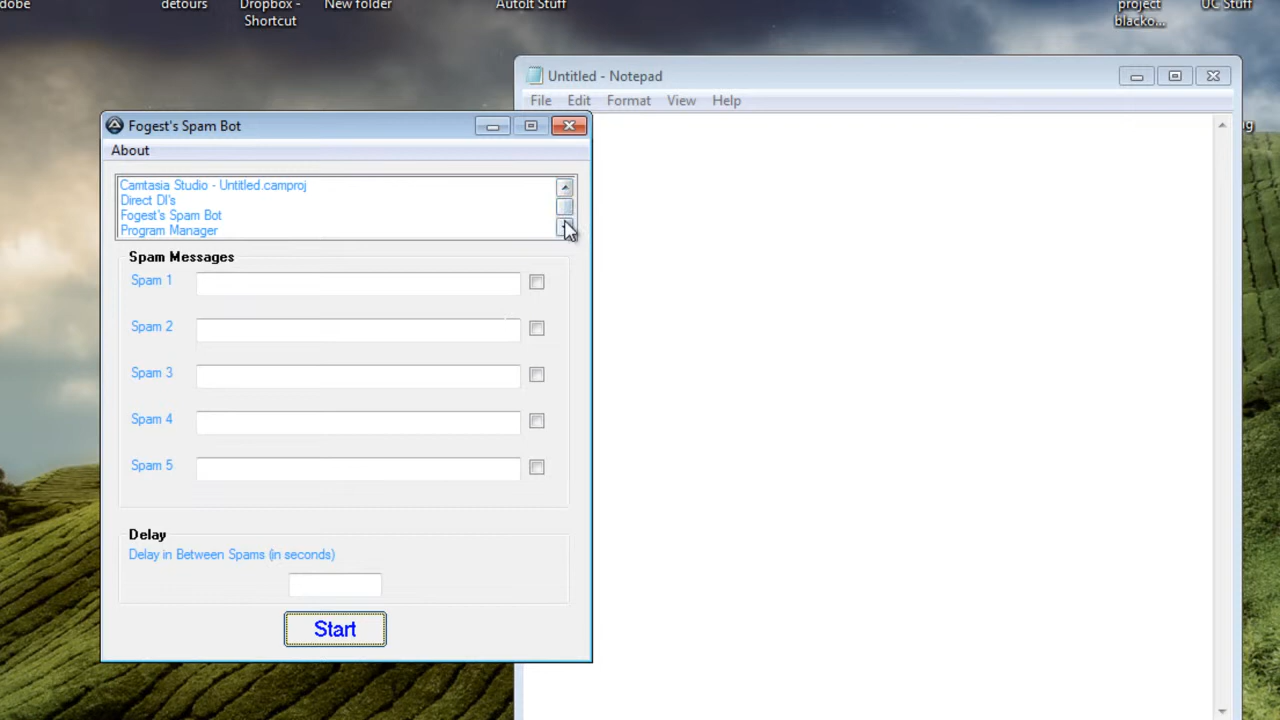 dobe
detours
Dropbox -
Shortcut
New folder
AutoIt Stuff
project
blacko...
UC Stuff
Untitled - Notepad
File Edit Format View Help
Fogest's Spam Bot
About
Camtasia Studio - Untitled.camproj
Direct DI's
Fogest's Spam Bot
Program Manager
Spam Messages
Spam 1
Spam 2
Spam 3
Spam 4
Spam 5
Delay
Delay in Between Spams (in seconds)
Start